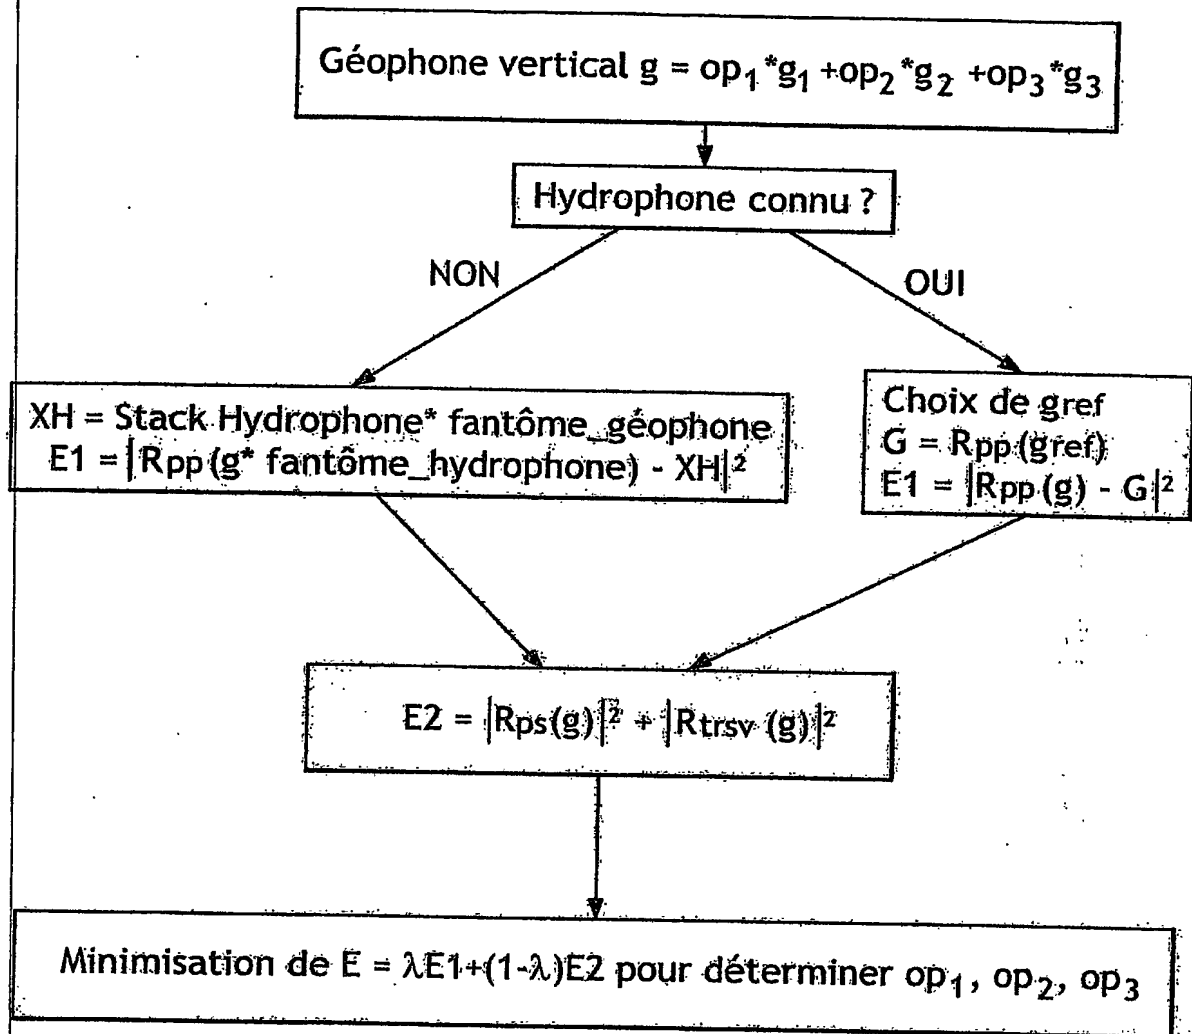 Géophone vertical g = op₁*g₁ +op₂*g₂ +op₃*g₃
Hydrophone connu ?
NON
OUI
XH = Stack Hydrophone* fantôme_géophone
E1 = |Rpp (g* fantôme_hydrophone) - XH|²
Choix de gref
G = Rpp (gref)
E1 = |Rpp (g) - G|²
E2 = |Rps(g)|² + |Rtrsv (g)|²
Minimisation de E = λE1+(1-λ)E2 pour déterminer op₁, op₂, op₃